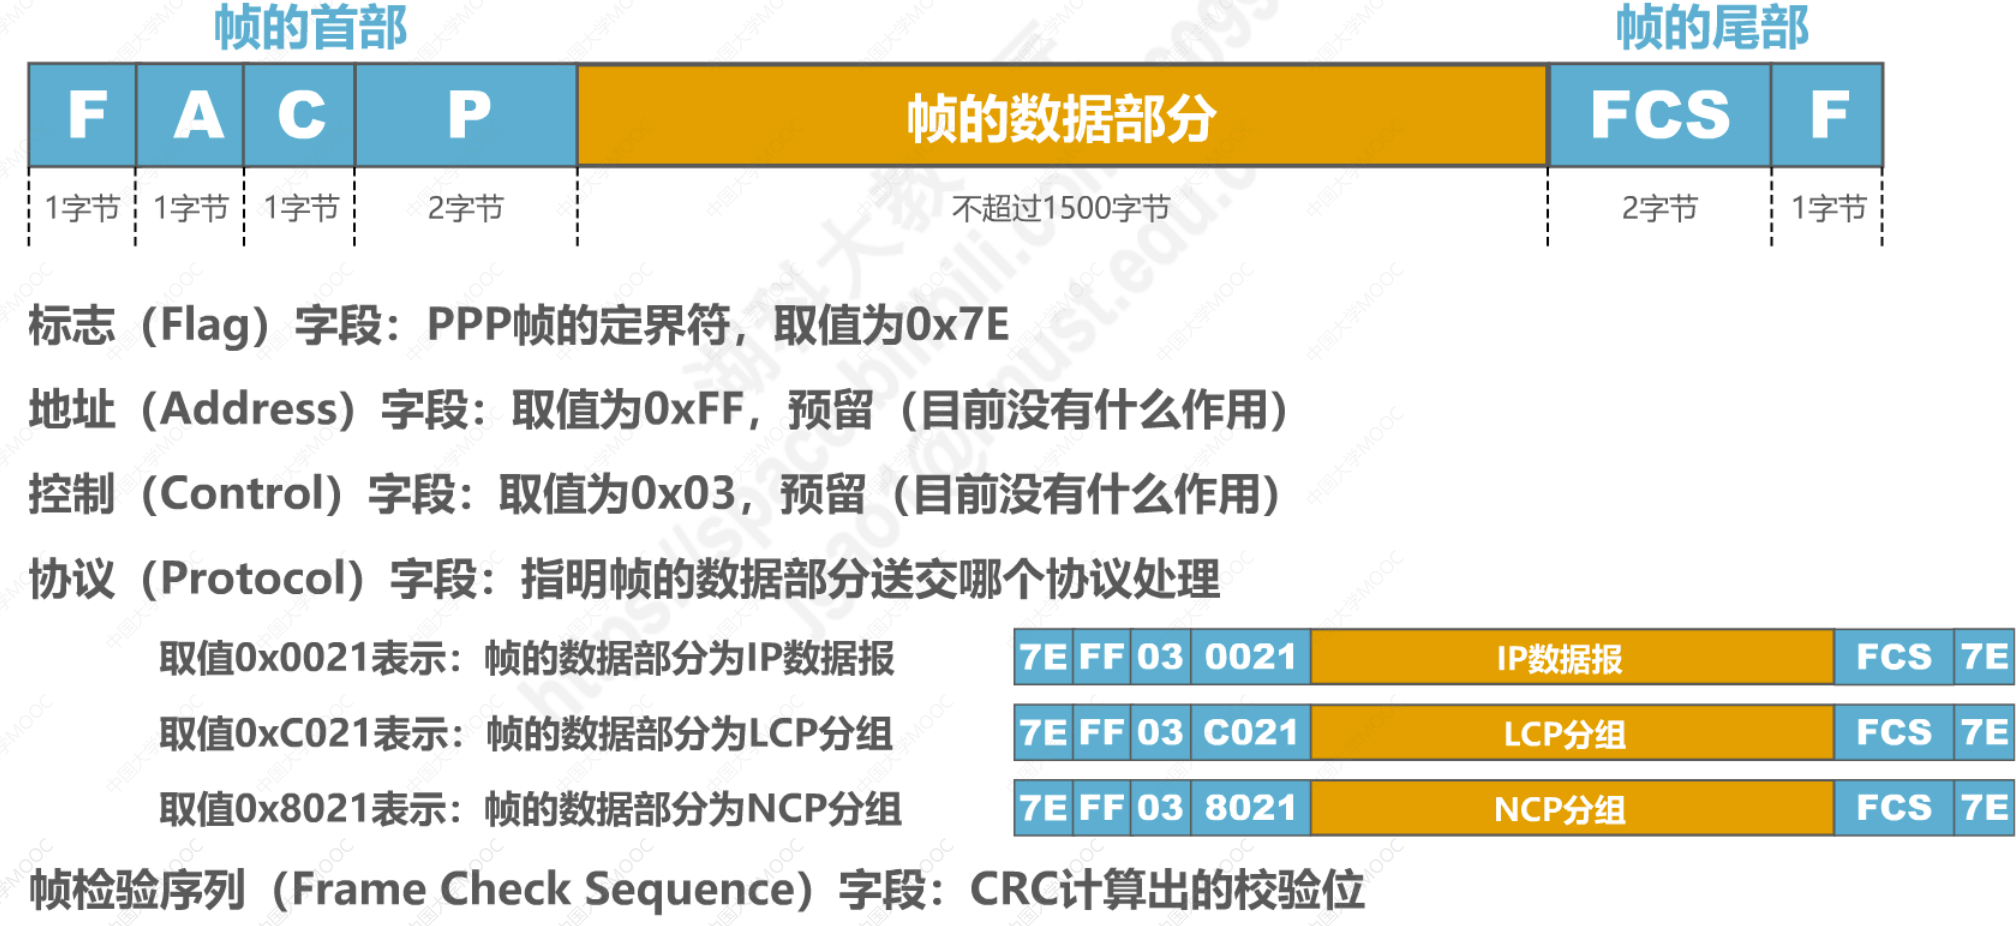 帧的首部 帧的尾部
F A C P 帧的数据部分 FCS F
1字节 1字节 1字节 2字节 不超过1500字节 2字节 1字节
标志（Flag）字段：PPP帧的定界符，取值为0x7E
地址（Address）字段：取值为0xFF，预留（目前没有什么作用）
控制（Control）字段：取值为0x03，预留（目前没有什么作用）
协议（Protocol）字段：指明帧的数据部分送交哪个协议处理
取值0x0021表示：帧的数据部分为IP数据报 7E FF 03 0021 IP数据报 FCS 7E
取值0xC021表示：帧的数据部分为LCP分组 7E FF 03 C021 LCP分组 FCS 7E
取值0x8021表示：帧的数据部分为NCP分组 7E FF 03 8021 NCP分组 FCS 7E
帧检验序列（Frame Check Sequence）字段：CRC计算出的校验位
中国大学MOOC